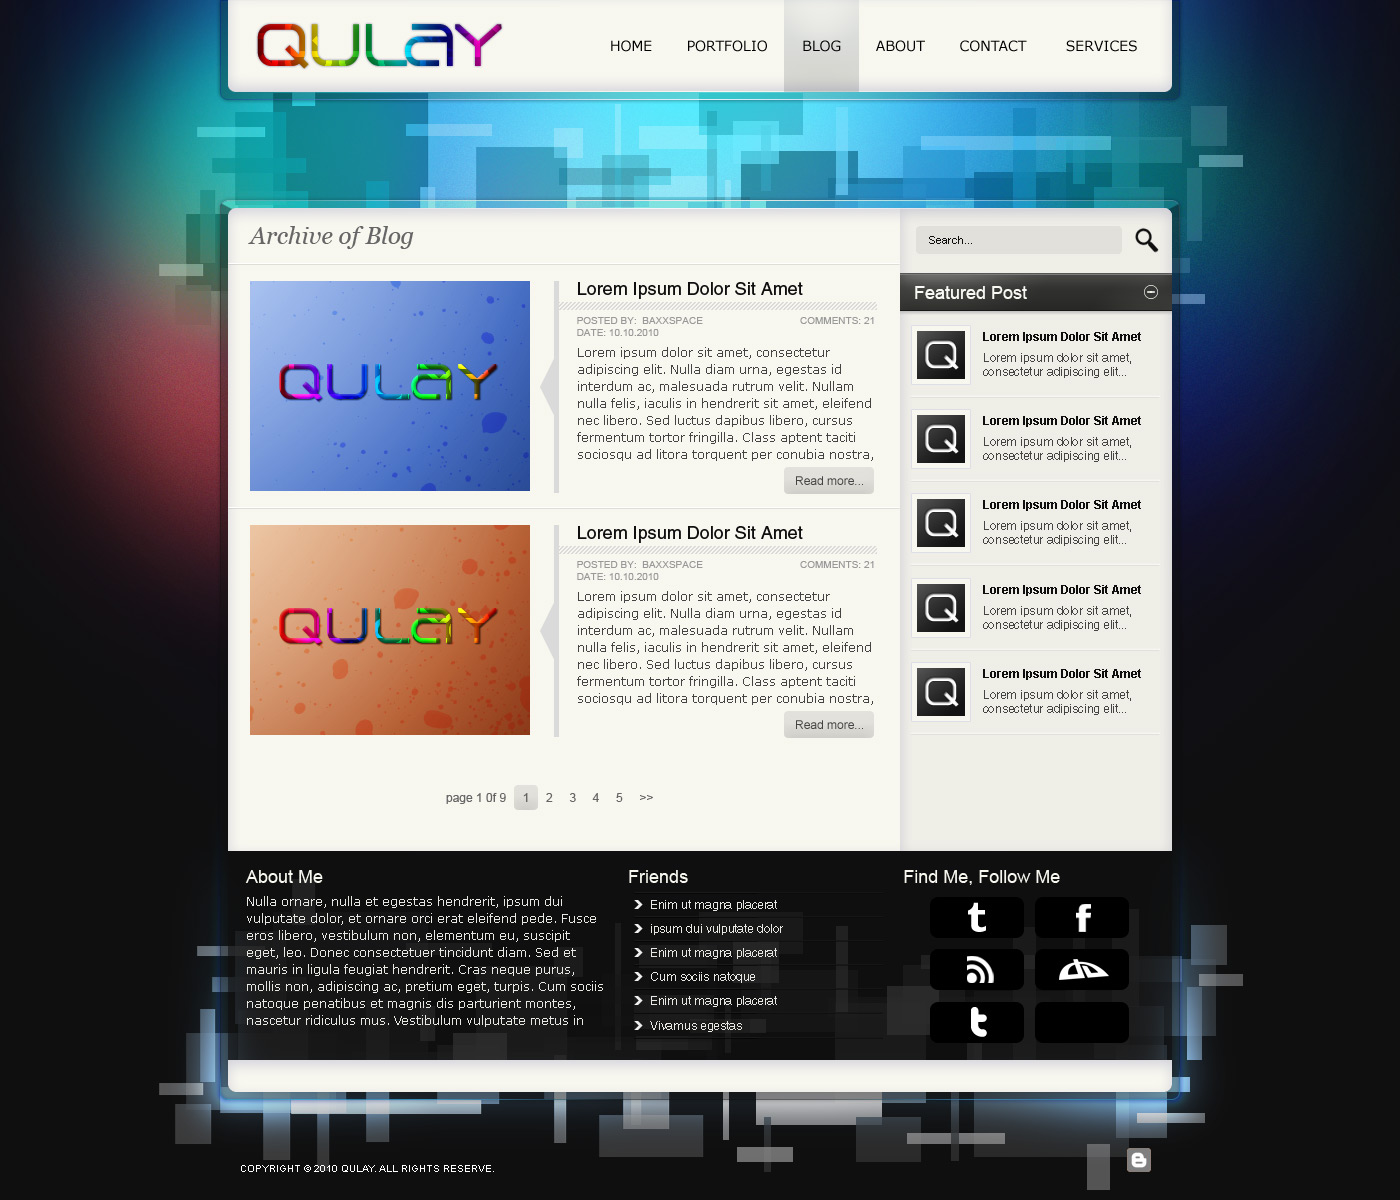 QULAY
HOME PORTFOLIO BLOG ABOUT CONTACT SERVICES
Archive of Blog
Search...
QULAY
Lorem Ipsum Dolor Sit Amet
POSTED BY: BAXXSPACE COMMENTS: 21
DATE: 10.10.2010
Lorem ipsum dolor sit amet, consectetur
adipiscing elit. Nulla diam urna, egestas id
interdum ac, malesuada rutrum velit. Nullam
nulla felis, iaculis in hendrerit sit amet, eleifend
nec libero. Sed luctus dapibus libero, cursus
fermentum tortor fringilla. Class aptent taciti
sociosqu ad litora torquent per conubia nostra,
Read more...
QULAY
Lorem Ipsum Dolor Sit Amet
POSTED BY: BAXXSPACE COMMENTS: 21
DATE: 10.10.2010
Lorem ipsum dolor sit amet, consectetur
adipiscing elit. Nulla diam urna, egestas id
interdum ac, malesuada rutrum velit. Nullam
nulla felis, iaculis in hendrerit sit amet, eleifend
nec libero. Sed luctus dapibus libero, cursus
fermentum tortor fringilla. Class aptent taciti
sociosqu ad litora torquent per conubia nostra,
Read more...
page 1 0f 9 1 2 3 4 5 >>
Featured Post
Q
Lorem Ipsum Dolor Sit Amet
Lorem ipsum dolor sit amet,
consectetur adipiscing elit...
Q
Lorem Ipsum Dolor Sit Amet
Lorem ipsum dolor sit amet,
consectetur adipiscing elit...
Q
Lorem Ipsum Dolor Sit Amet
Lorem ipsum dolor sit amet,
consectetur adipiscing elit...
Q
Lorem Ipsum Dolor Sit Amet
Lorem ipsum dolor sit amet,
consectetur adipiscing elit...
Q
Lorem Ipsum Dolor Sit Amet
Lorem ipsum dolor sit amet,
consectetur adipiscing elit...
About Me
Nulla ornare, nulla et egestas hendrerit, ipsum dui
vulputate dolor, et ornare orci erat eleifend pede. Fusce
eros libero, vestibulum non, elementum eu, suscipit
eget, leo. Donec consectetuer tincidunt diam. Sed et
mauris in ligula feugiat hendrerit. Cras neque purus,
mollis non, adipiscing ac, pretium eget, turpis. Cum sociis
natoque penatibus et magnis dis parturient montes,
nascetur ridiculus mus. Vestibulum vulputate metus in
Friends
Enim ut magna placerat
ipsum dui vulputate dolor
Enim ut magna placerat
Cum sociis natoque
Enim ut magna placerat
Vivamus egestas
Find Me, Follow Me
t f
t
COPYRIGHT © 2010 QULAY. ALL RIGHTS RESERVE.